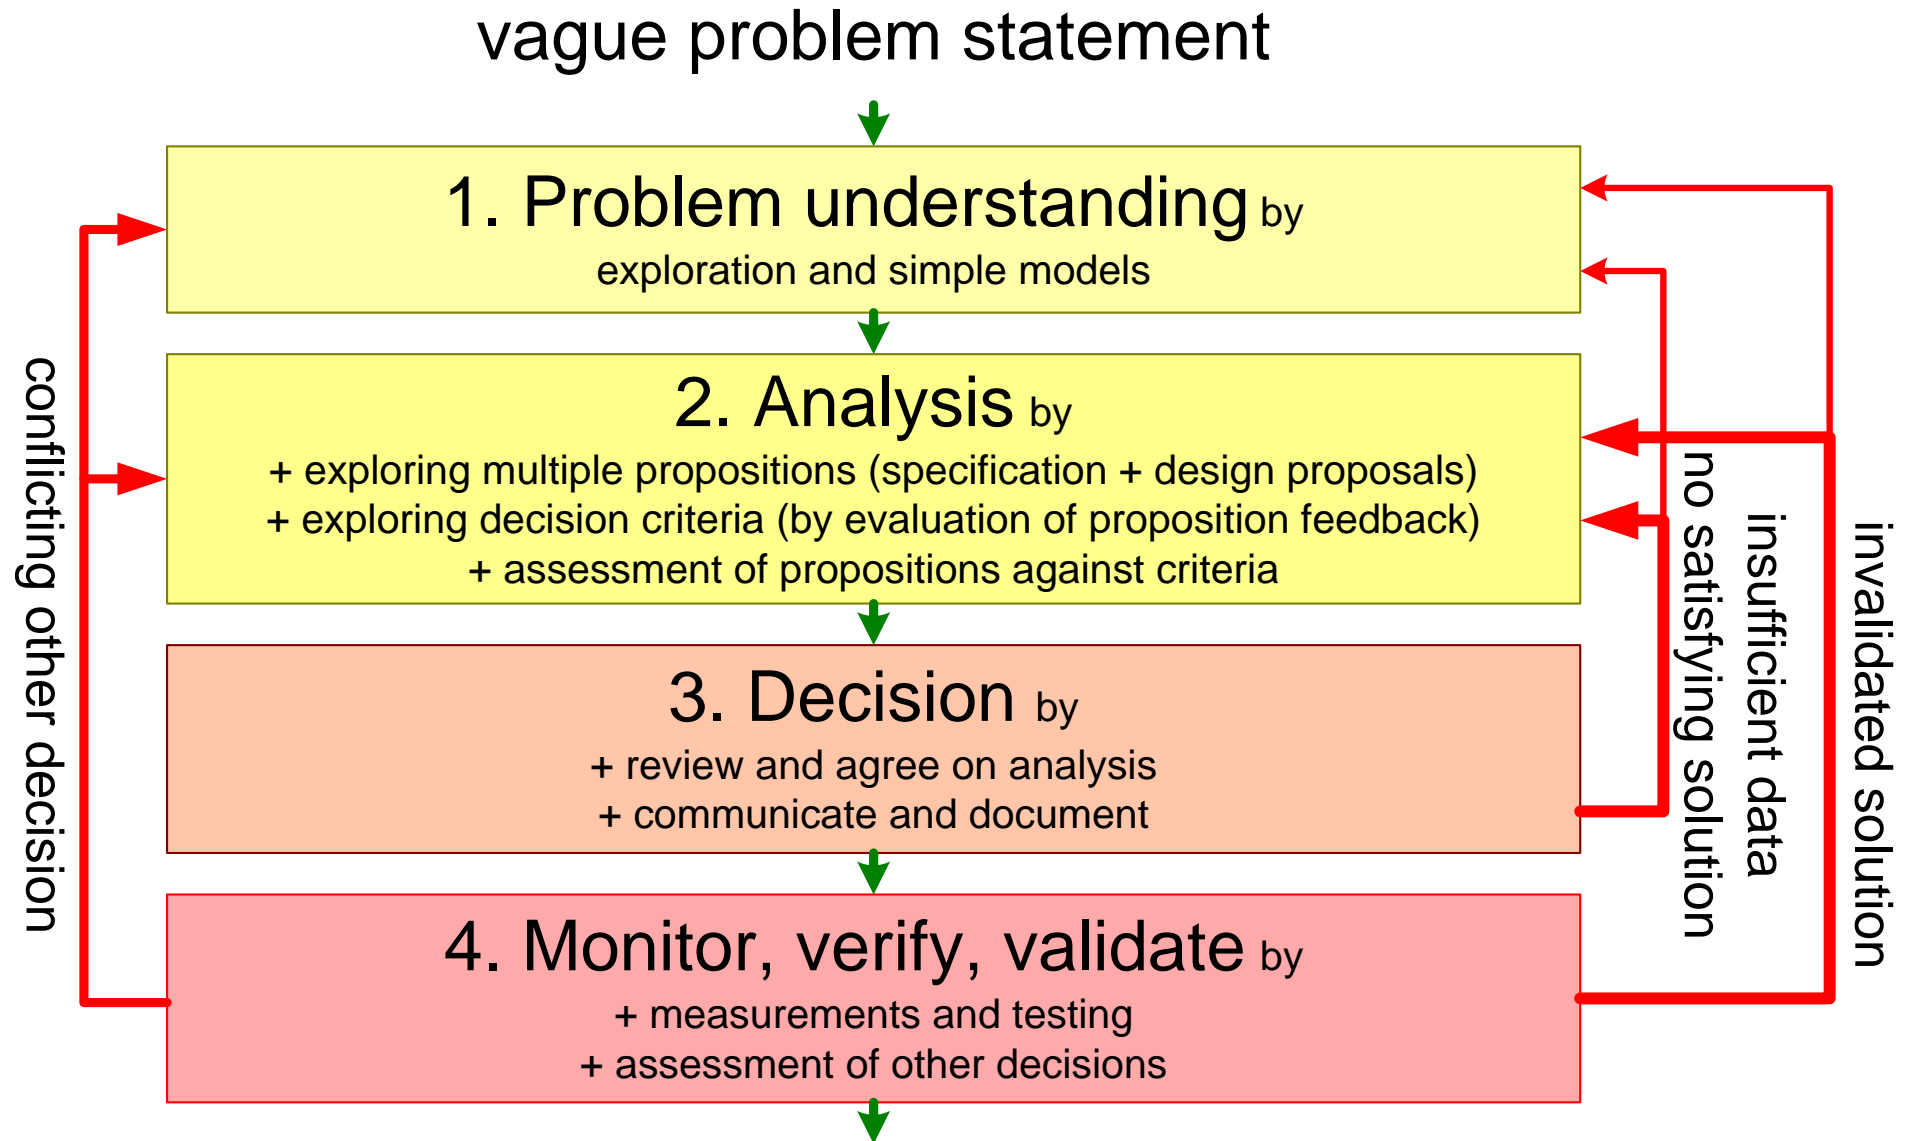 vague problem statement
1. Problem understanding by
exploration and simple models
2. Analysis by
+ exploring multiple propositions (specification + design proposals)
+ exploring decision criteria (by evaluation of proposition feedback)
+ assessment of propositions against criteria
3. Decision by
+ review and agree on analysis
+ communicate and document
4. Monitor, verify, validate by
+ measurements and testing
+ assessment of other decisions
conflicting other decision
insufficient data
no satisfying solution
invalidated solution